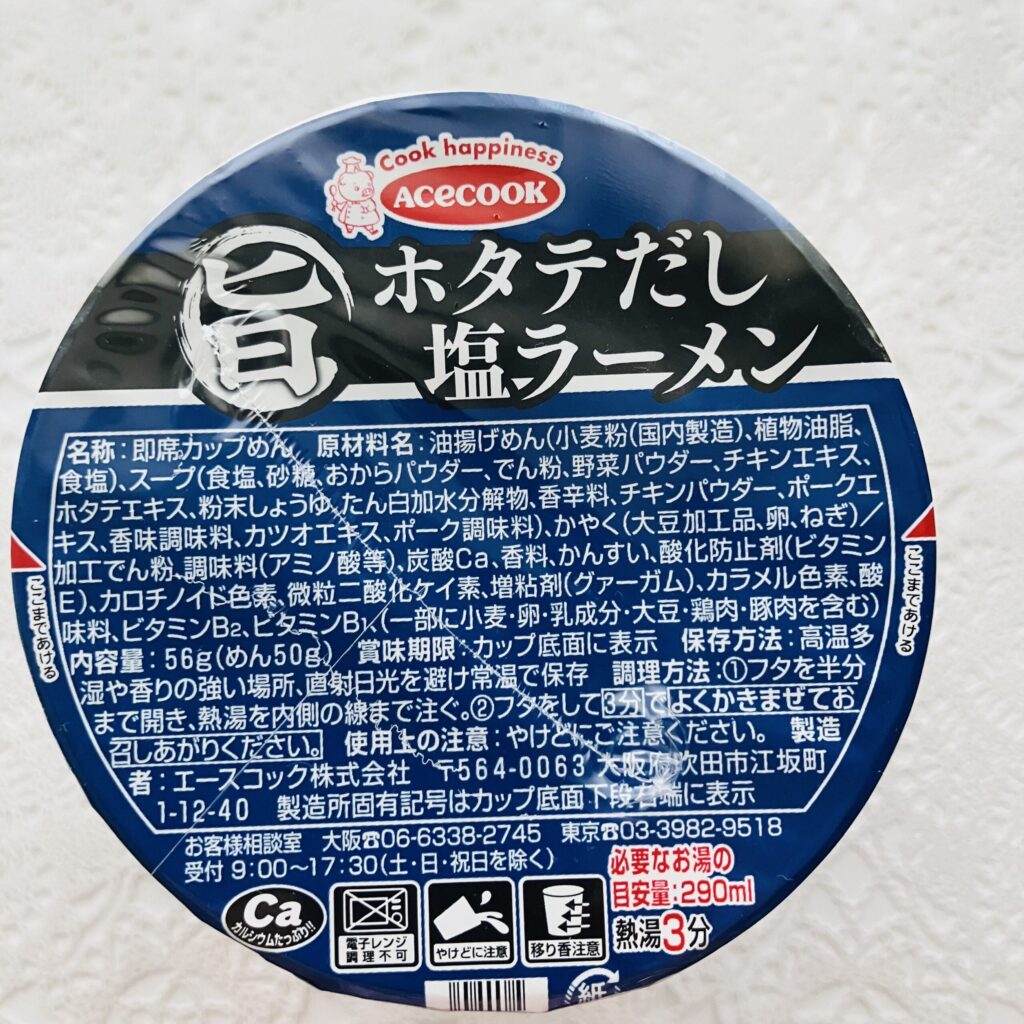 Cook happiness
ACECOOK
旨
ホタテだし
塩ラーメン
名称:即席カップめん 原材料名:油揚げめん(小麦粉(国内製造)、植物油脂、
食塩)、スープ(食塩、砂糖、おからパウダー、でん粉、野菜パウダー、チキンエキス、
ホタテエキス、粉末しょうゆ、たん白加水分解物、香辛料、チキンパウダー、ポークエ
キス、香味調味料、カツオエキス、ポーク調味料)、かやく(大豆加工品、卵、ねぎ)/
加工でん粉、調味料(アミノ酸等)、炭酸Ca、香料、かんすい、酸化防止剤(ビタミン
E)、カロチノイド色素、微粒二酸化ケイ素、増粘剤(グァーガム)、カラメル色素、酸
味料、ビタミンB₂、ビタミンB₁、(一部に小麦・卵・乳成分・大豆・鶏肉・豚肉を含む)
内容量:56g(めん50g) 賞味期限:カップ底面に表示 保存方法:高温多
湿や香りの強い場所、直射日光を避け常温で保存 調理方法:①フタを半分
まで開き、熱湯を内側の線まで注ぐ。②フタをして3分でよくかきまぜてお
召しあがりください。 使用上の注意:やけどにご注意ください。 製造
者:エースコック株式会社 〒564-0063 大阪府吹田市江坂町
1-12-40 製造所固有記号はカップ底面下段右端に表示
お客様相談室 大阪☎06-6338-2745 東京☎03-3982-9518
受付 9:00~17:30(土・日・祝日を除く)
ここまであける
ここまであける
必要なお湯の
目安量:290ml
熱湯3分
Ca
カルシウムたっぷり!!
電子レンジ
調理不可
やけどに注意
移り香注意
紙